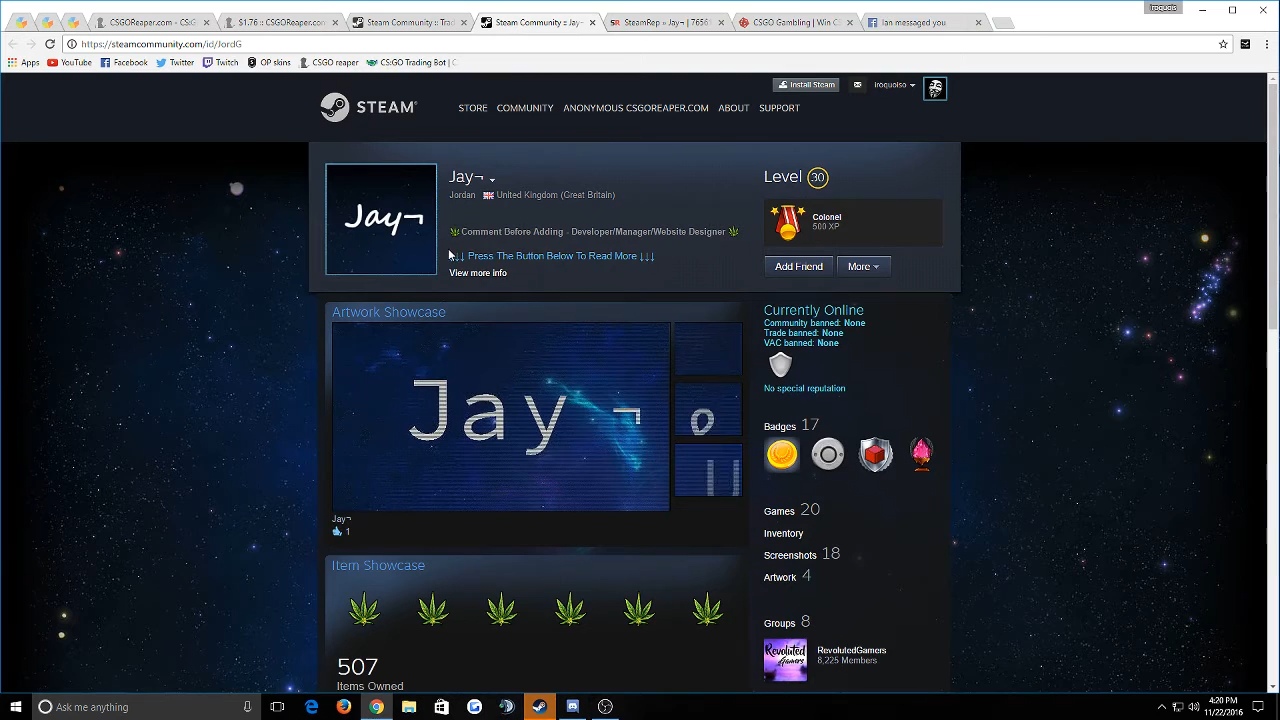 Iroquois
CSGOReaper.com - CS:G
$1.76 :: CSGOReaper.com
Steam Community :: Tra
Steam Community :: Jay¬
SteamRep » Jay¬ | 7656
CSGO Gambling | Win C
Ian messaged you
https://steamcommunity.com/id/JordG
Apps YouTube Facebook Twitter Twitch OP skins CSGO reaper CS:GO Trading Bot | C
Install Steam iroquoiso
STEAM® STORE COMMUNITY ANONYMOUS CSGOREAPER.COM ABOUT SUPPORT
Jay¬
Jay¬
Jordan United Kingdom (Great Britain)
Comment Before Adding - Developer/Manager/Website Designer
↓↓↓ Press The Button Below To Read More ↓↓↓
View more info
Level 30
Colonel
500 XP
Add Friend More
Artwork Showcase
Jay¬
Jay¬
1
Currently Online
Community banned: None
Trade banned: None
VAC banned: None
No special reputation
Badges 17
Games 20
Inventory
Screenshots 18
Artwork 4
Groups 8
Revoluted
Gamers
RevolutedGamers
8,225 Members
Item Showcase
507
Items Owned
Ask me anything
4:20 PM
11/22/2016